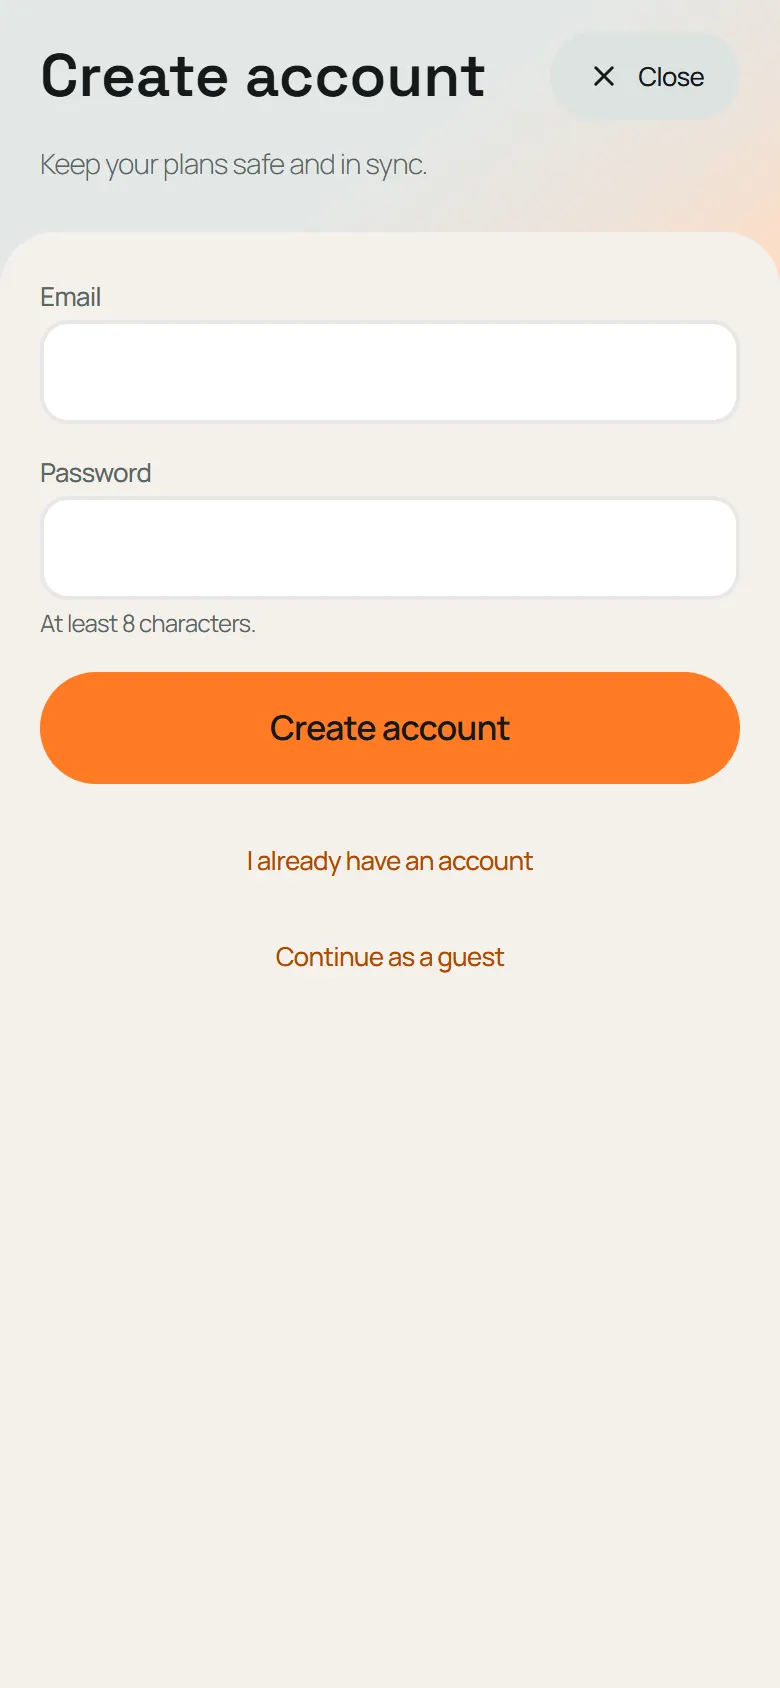 Create account
Close
Keep your plans safe and in sync.
Email
Password
At least 8 characters.
Create account
I already have an account
Continue as a guest